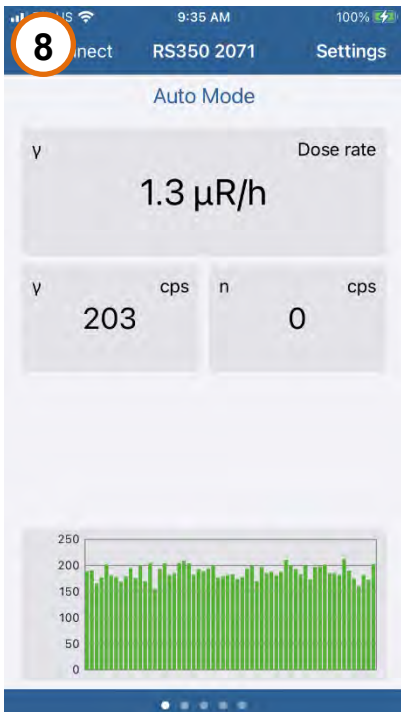 9:35 AM 100%
8 nect RS350 2071 Settings
Auto Mode
γ Dose rate
1.3 µR/h
γ cps n cps
203 0
250
200
150
100
50
0